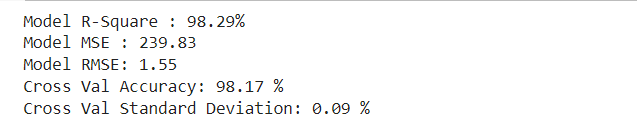 Model R-Square : 98.29%
Model MSE : 239.83
Model RMSE: 1.55
Cross Val Accuracy: 98.17 %
Cross Val Standard Deviation: 0.09 %